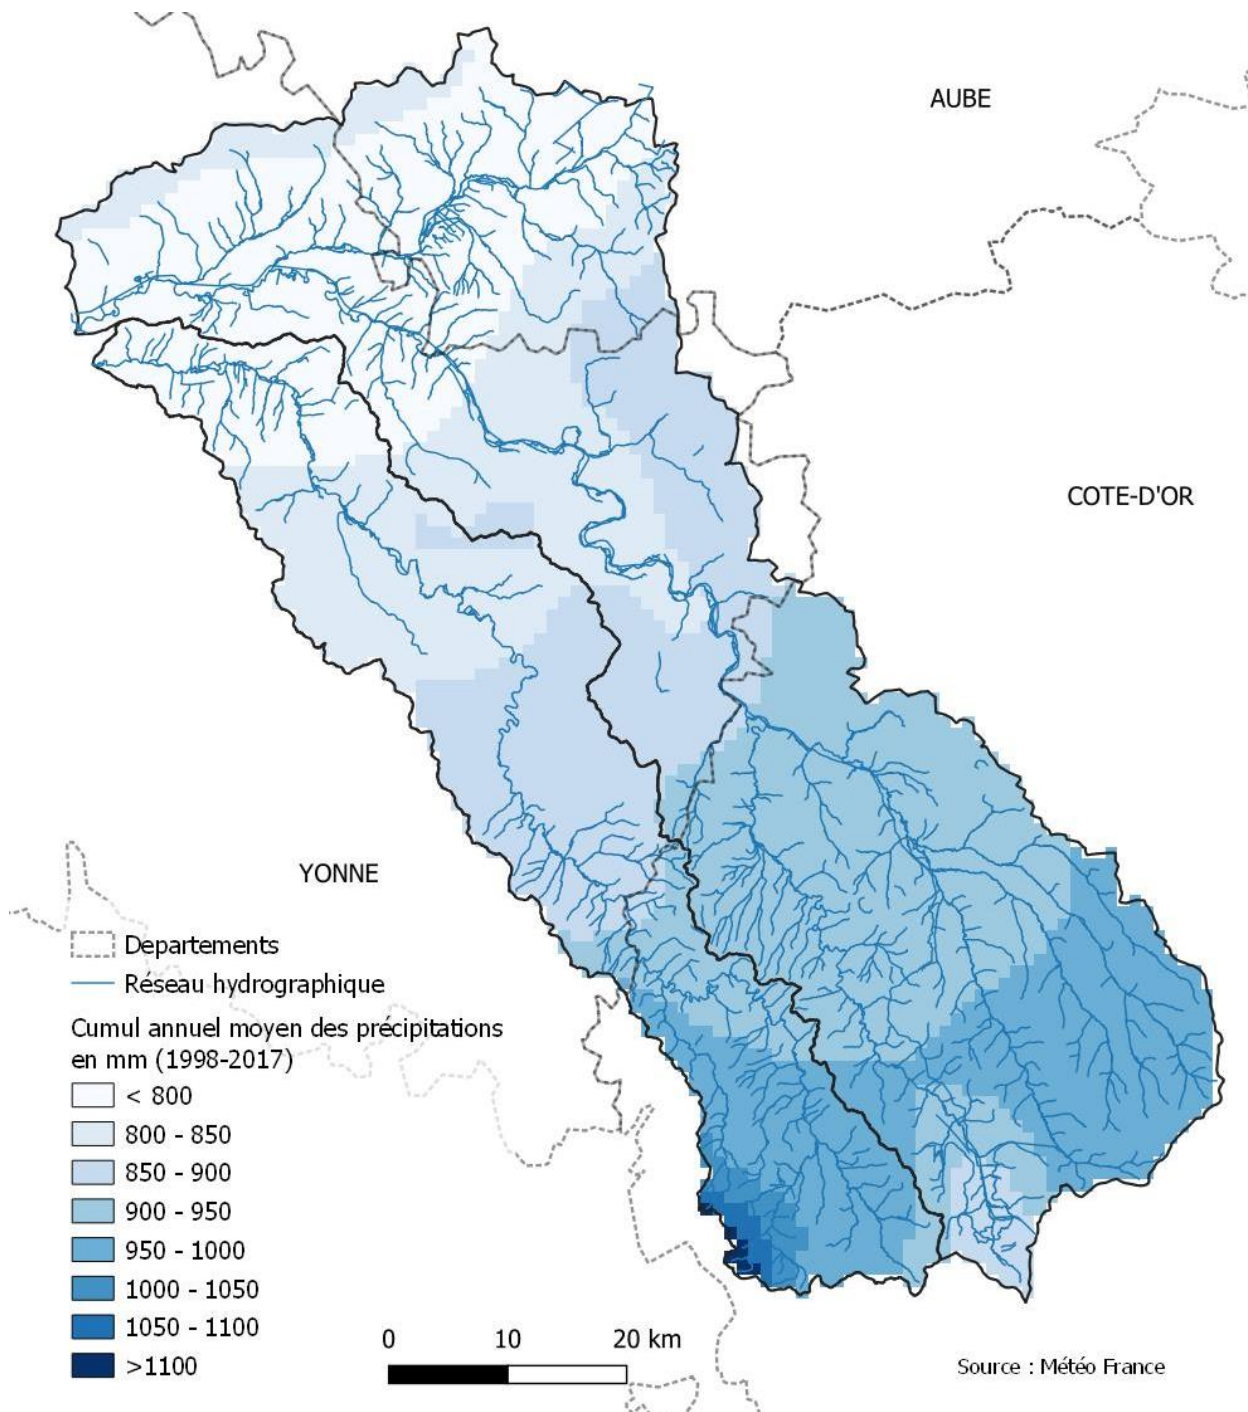 AUBE
COTE-D'OR
YONNE
Departements
Réseau hydrographique
Cumul annuel moyen des précipitations
en mm (1998-2017)
< 800
800 - 850
850 - 900
900 - 950
950 - 1000
1000 - 1050
1050 - 1100
>1100
0 10 20 km
Source : Météo France